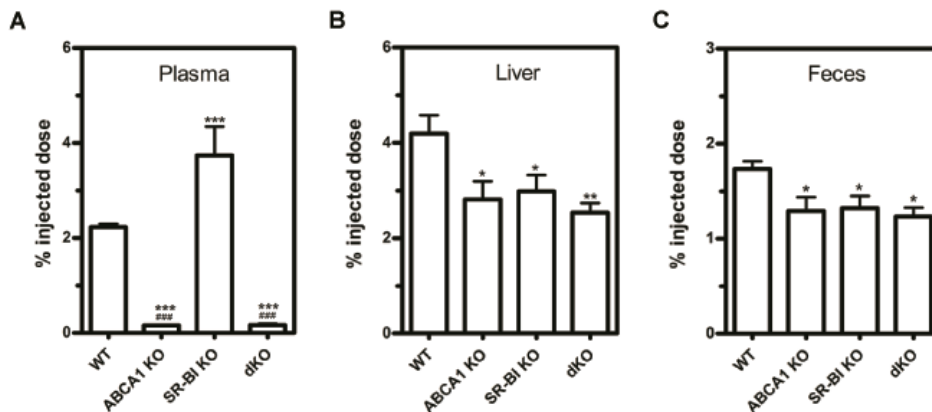 A
B
C
Plasma
% injected dose
6
4
2
0
***
###
***
***
###
WT
ABCA1 KO
SR-BI KO
dKO
Liver
% injected dose
6
4
2
0
*
*
**
WT
ABCA1 KO
SR-BI KO
dKO
Feces
% injected dose
3
2
1
0
*
*
*
WT
ABCA1 KO
SR-BI KO
dKO